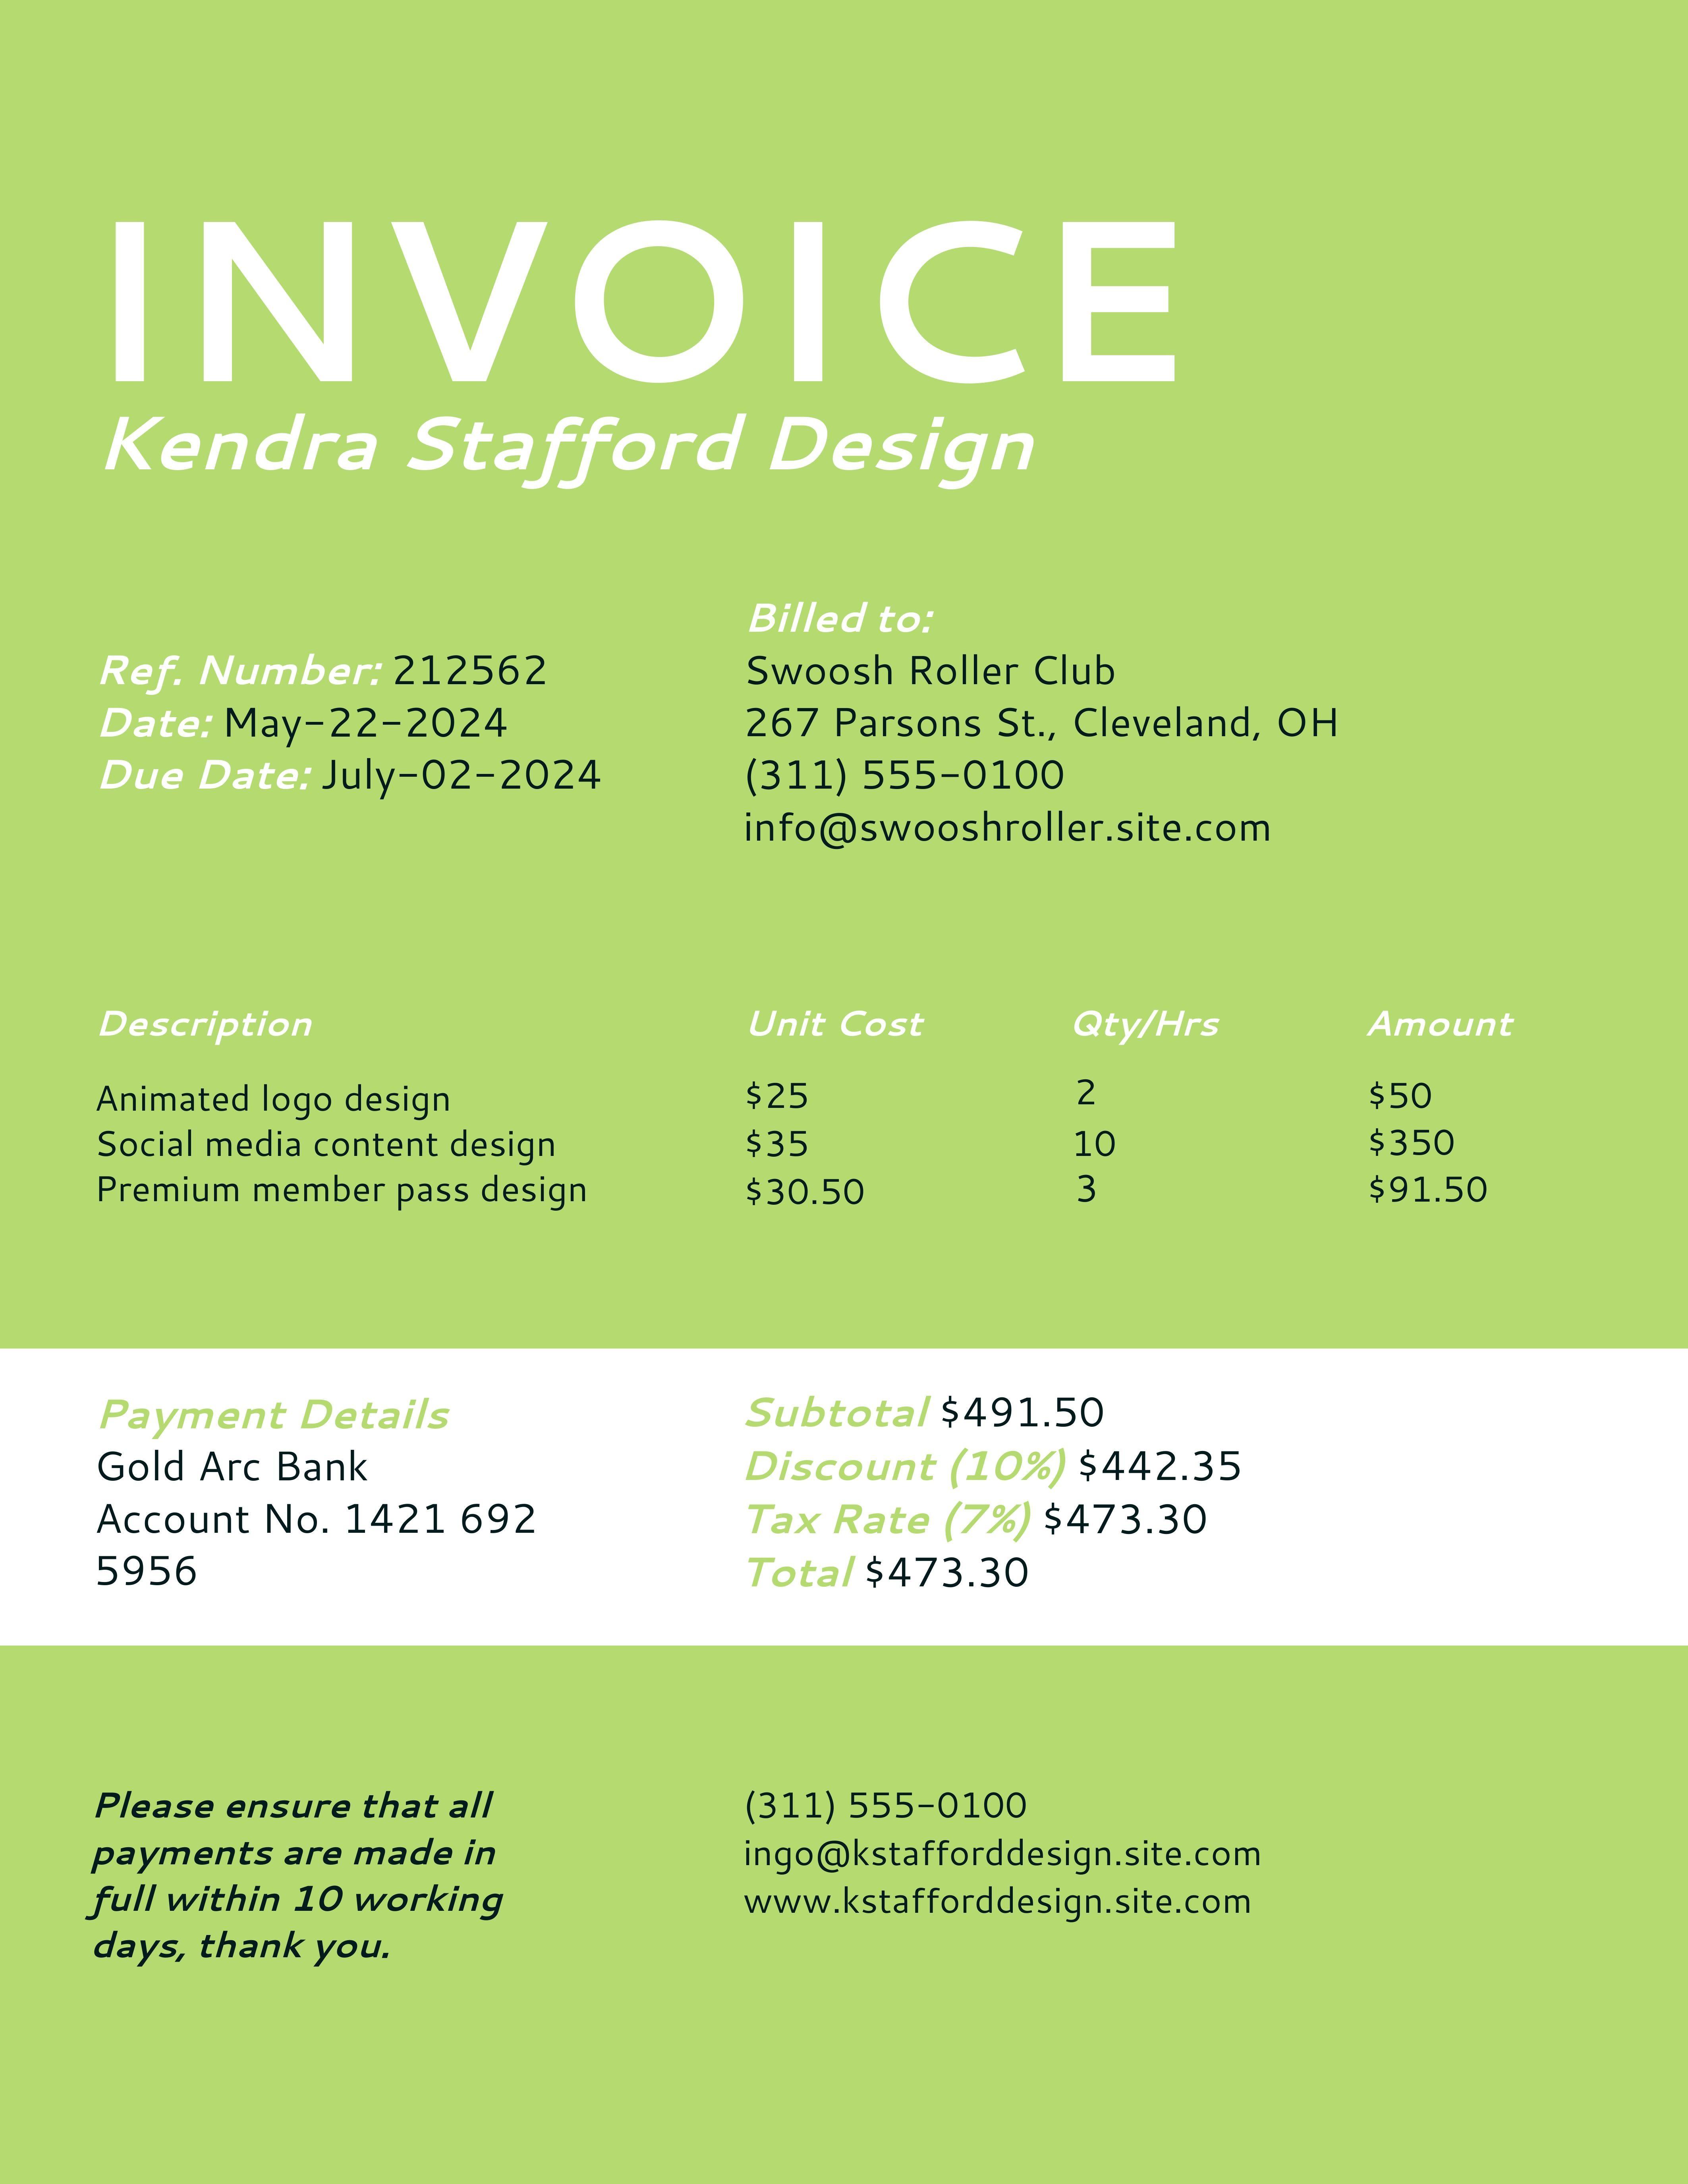 INVOICE
Kendra Stafford Design
Ref. Number: 212562
Date: May-22-2024
Due Date: July-02-2024
Billed to:
Swoosh Roller Club
267 Parsons St., Cleveland, OH
(311) 555-0100
info@swooshroller.site.com
Description Unit Cost Qty/Hrs Amount
Animated logo design $25 2 $50
Social media content design $35 10 $350
Premium member pass design $30.50 3 $91.50
Payment Details
Gold Arc Bank
Account No. 1421 692
5956
Subtotal $491.50
Discount (10%) $442.35
Tax Rate (7%) $473.30
Total $473.30
Please ensure that all
payments are made in
full within 10 working
days, thank you.
(311) 555-0100
ingo@kstafforddesign.site.com
www.kstafforddesign.site.com